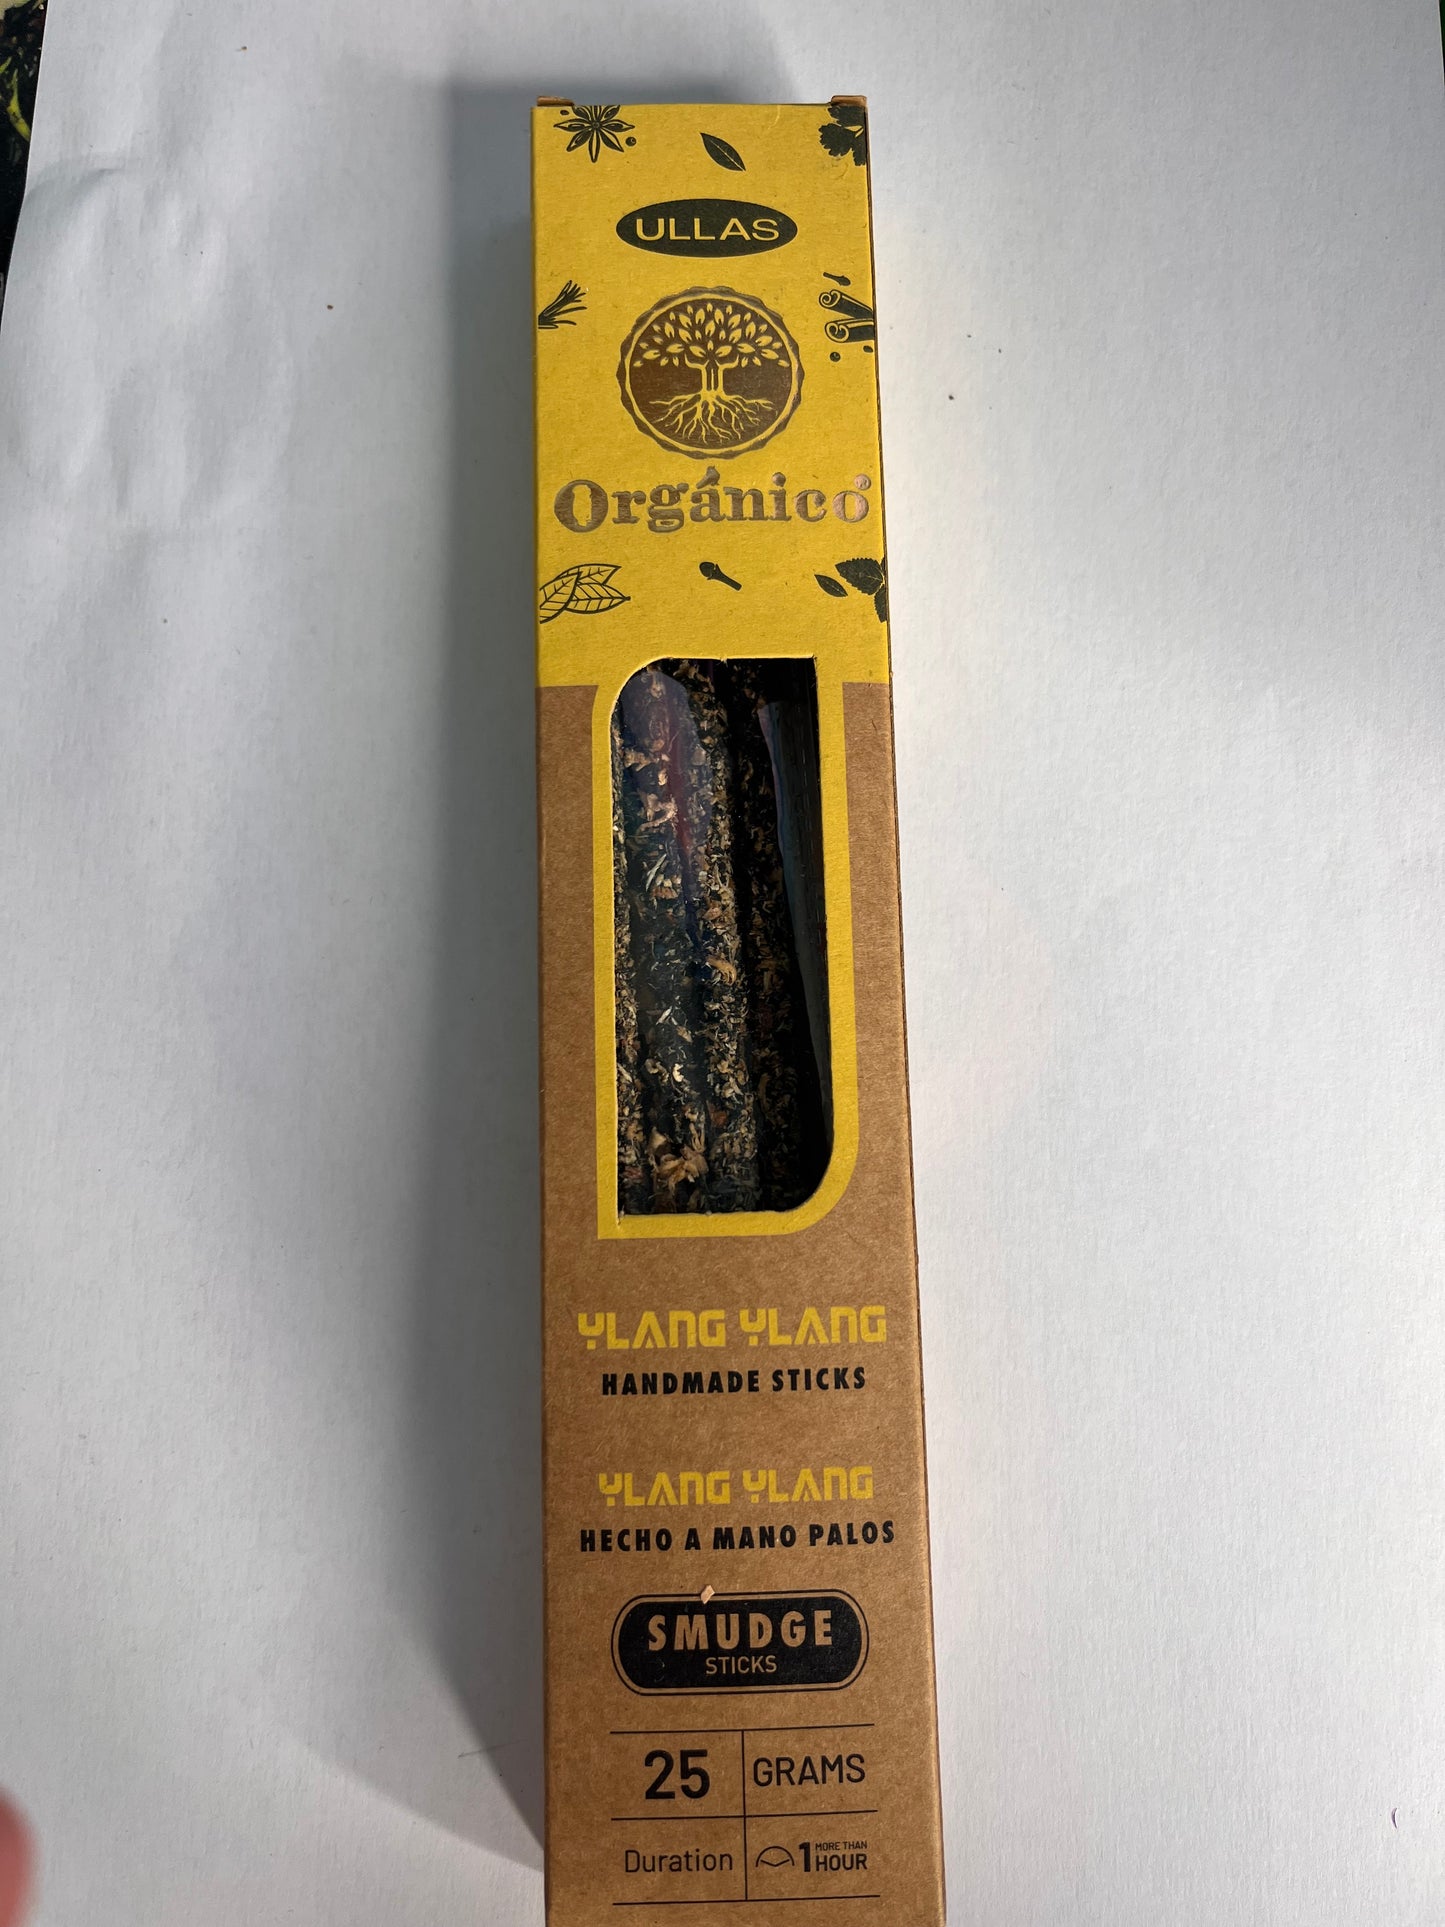 ULLAS
Orgánico®
YLANG YLANG
HANDMADE STICKS
YLANG YLANG
HECHO A MANO PALOS
SMUDGE
STICKS
25 GRAMS
Duration 1 MORE THAN HOUR